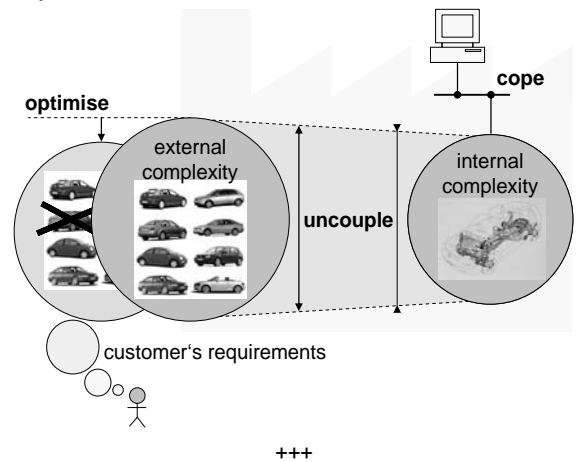 cope
optimise
external
complexity
internal
complexity
uncouple
customer‘s requirements
+++